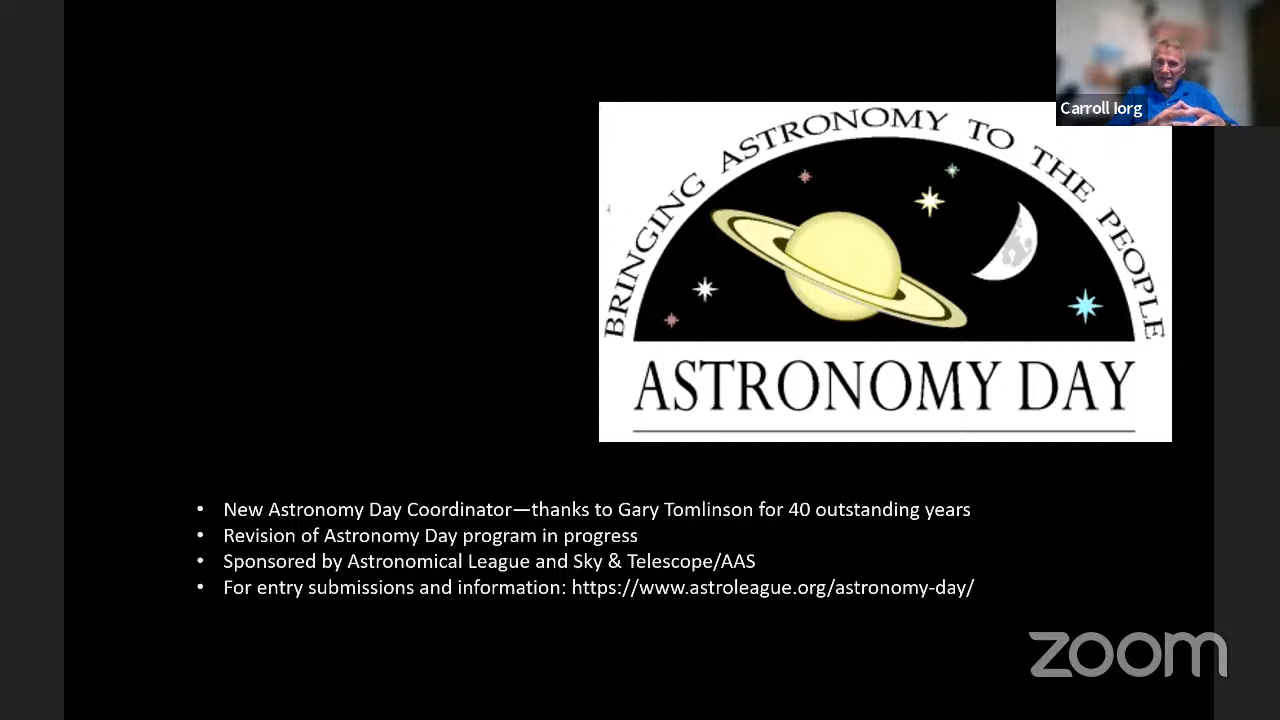 Carroll Iorg
BRINGING ASTRONOMY TO THE PEOPLE
ASTRONOMY DAY
• New Astronomy Day Coordinator—thanks to Gary Tomlinson for 40 outstanding years
• Revision of Astronomy Day program in progress
• Sponsored by Astronomical League and Sky & Telescope/AAS
• For entry submissions and information: https://www.astroleague.org/astronomy-day/
zoom